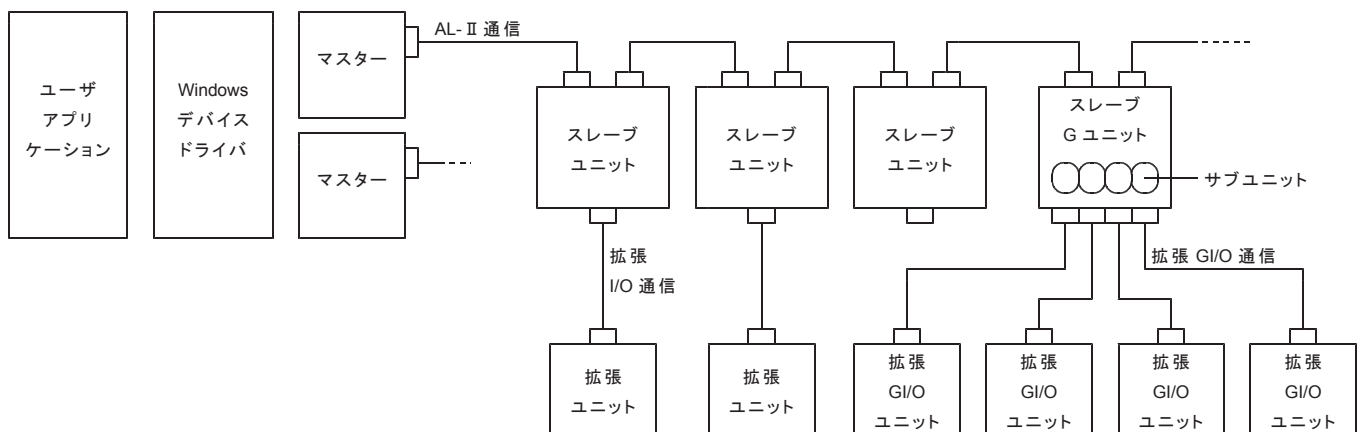 ユーザ
アプリ
ケーション
Windows
デバイス
ドライバ
マスター
マスター
AL-Ⅱ通信
スレーブ
ユニット
スレーブ
ユニット
スレーブ
ユニット
スレーブ
G ユニット
サブユニット
拡張
I/O 通信
拡張 GI/O 通信
拡張
ユニット
拡張
ユニット
拡張
GI/O
ユニット
拡張
GI/O
ユニット
拡張
GI/O
ユニット
拡張
GI/O
ユニット